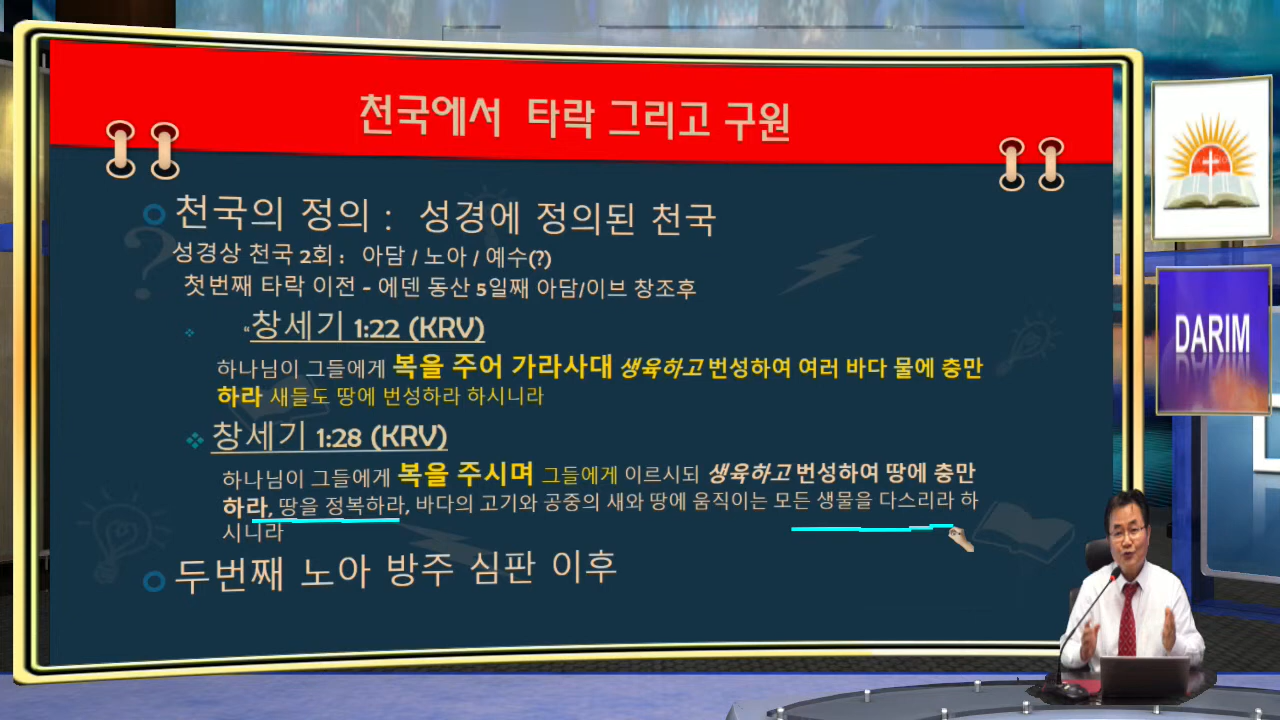 천국에서 타락 그리고 구원
천국의 정의 : 성경에 정의된 천국
성경상 천국 2회 : 아담 / 노아 / 예수(?)
첫번째 타락 이전 - 에덴 동산 5일째 아담/이브 창조후
“창세기 1:22 (KRV)
하나님이 그들에게 복을 주어 가라사대 생육하고 번성하여 여러 바다 물에 충만
하라 새들도 땅에 번성하라 하시니라
창세기 1:28 (KRV)
하나님이 그들에게 복을 주시며 그들에게 이르시되 생육하고 번성하여 땅에 충만
하라, 땅을 정복하라, 바다의 고기와 공중의 새와 땅에 움직이는 모든 생물을 다스리라 하
시니라
두번째 노아 방주 심판 이후
DARIM